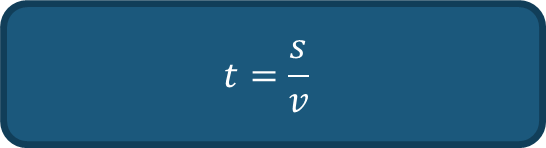 t = s/v